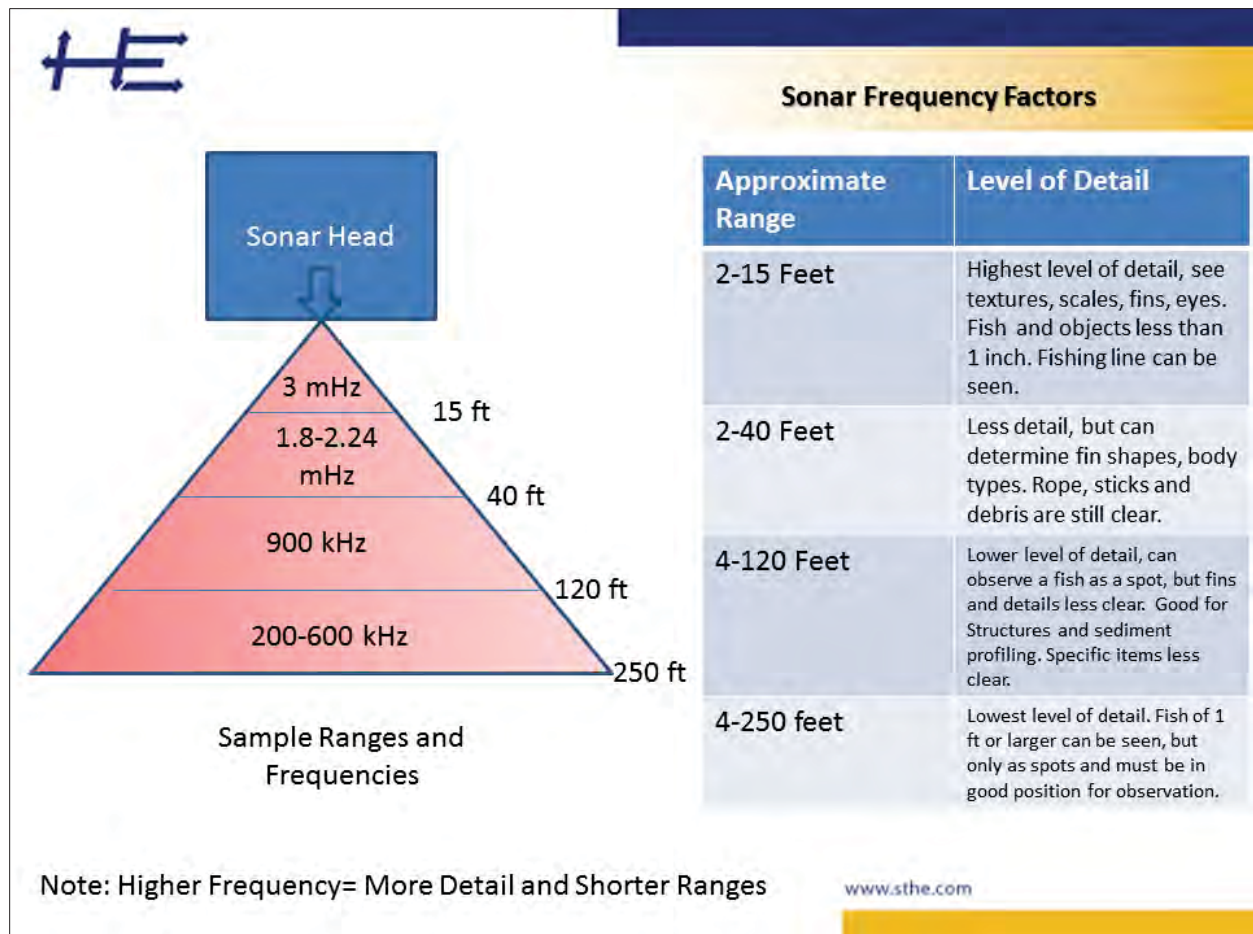 HE
Sonar Frequency Factors
Sonar Head
3 mHz
15 ft
1.8-2.24
mHz
40 ft
900 kHz
120 ft
200-600 kHz
250 ft
Sample Ranges and
Frequencies
Approximate
Range
Level of Detail
2-15 Feet
Highest level of detail, see
textures, scales, fins, eyes.
Fish and objects less than
1 inch. Fishing line can be
seen.
2-40 Feet
Less detail, but can
determine fin shapes, body
types. Rope, sticks and
debris are still clear.
4-120 Feet
Lower level of detail, can
observe a fish as a spot, but fins
and details less clear. Good for
Structures and sediment
profiling. Specific items less
clear.
4-250 feet
Lowest level of detail. Fish of 1
ft or larger can be seen, but
only as spots and must be in
good position for observation.
Note: Higher Frequency= More Detail and Shorter Ranges
www.sthe.com